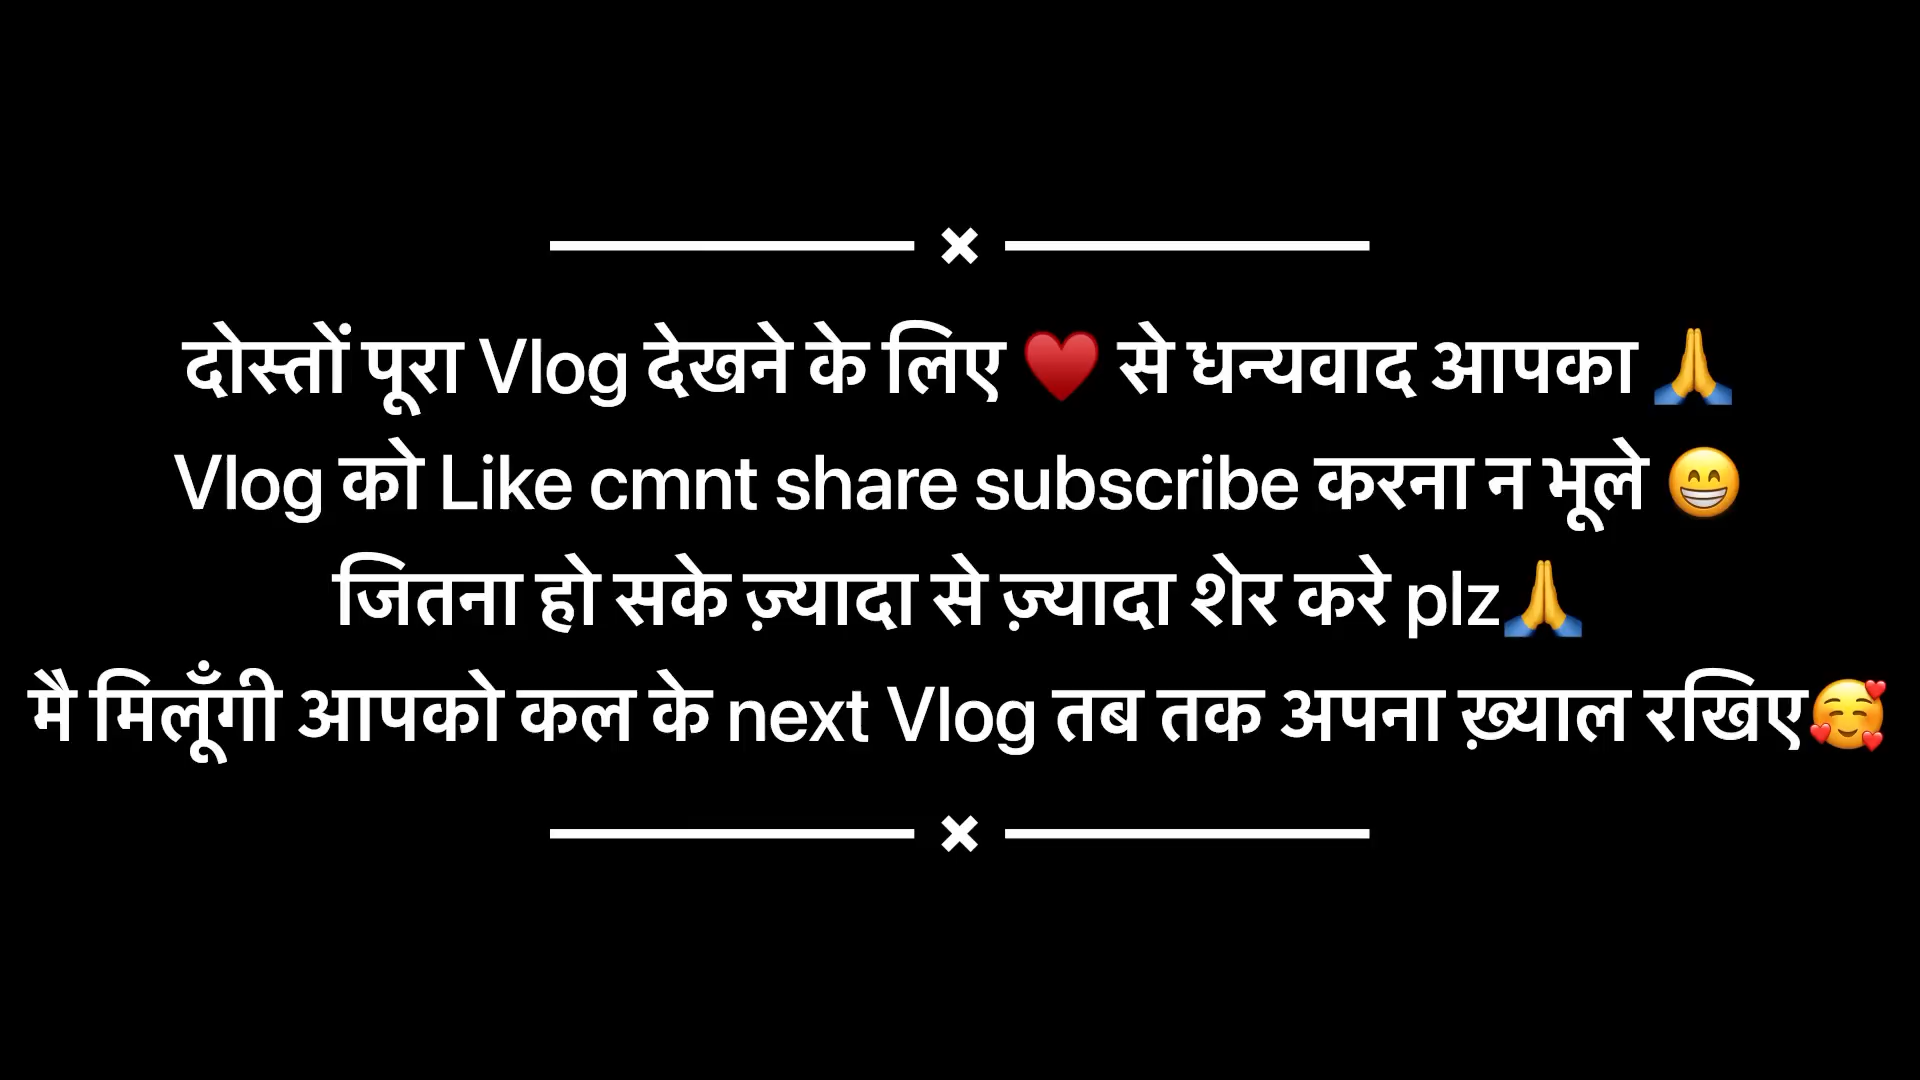 दोस्तों पूरा Vlog देखने के लिए ♥️ से धन्यवाद आपका 🙏
Vlog को Like cmnt share subscribe करना न भूले 😁
जितना हो सके ज़्यादा से ज़्यादा शेर करे plz🙏
मै मिलूँगी आपको कल के next Vlog तब तक अपना ख़्याल रखिए🥰